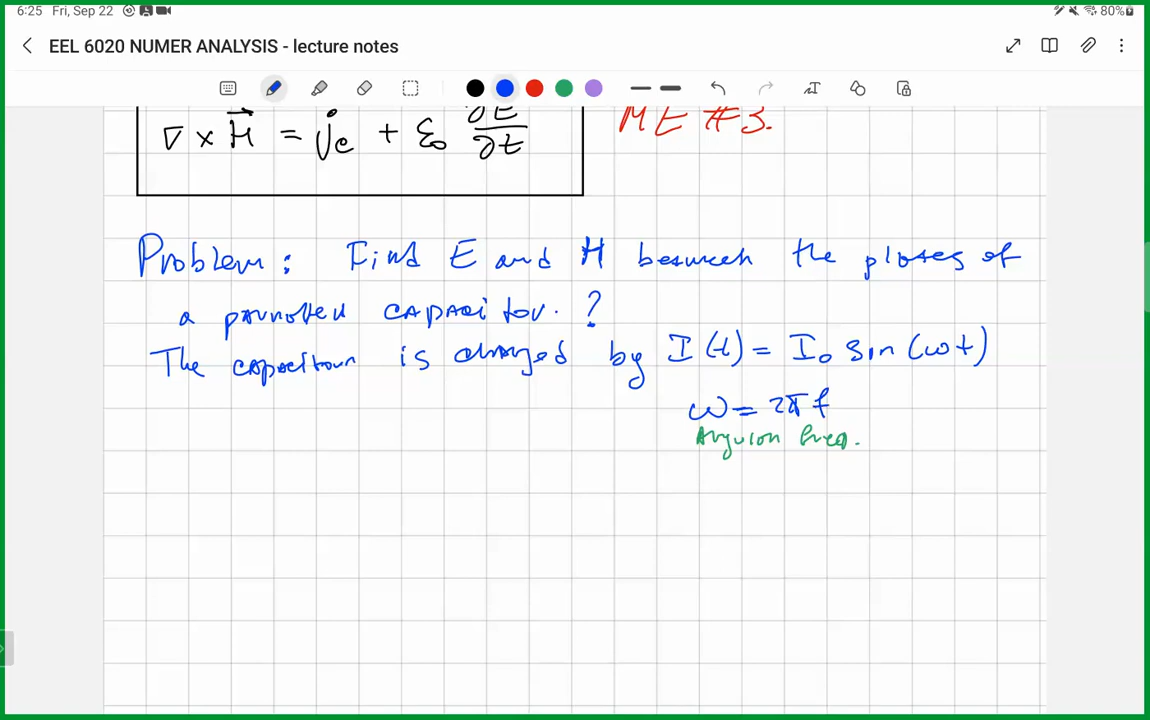 6:25 Fri, Sep 22
80%
EEL 6020 NUMER ANALYSIS - lecture notes
∇ × H⃗ = j_e + ε₀ ∂E/∂t
ME #3.
Problem: Find E and H between the plates of
a parallel capacitor. ?
The capacitor is charged by I(t) = I₀ sin(ωt)
ω = 2πf
Angular freq.